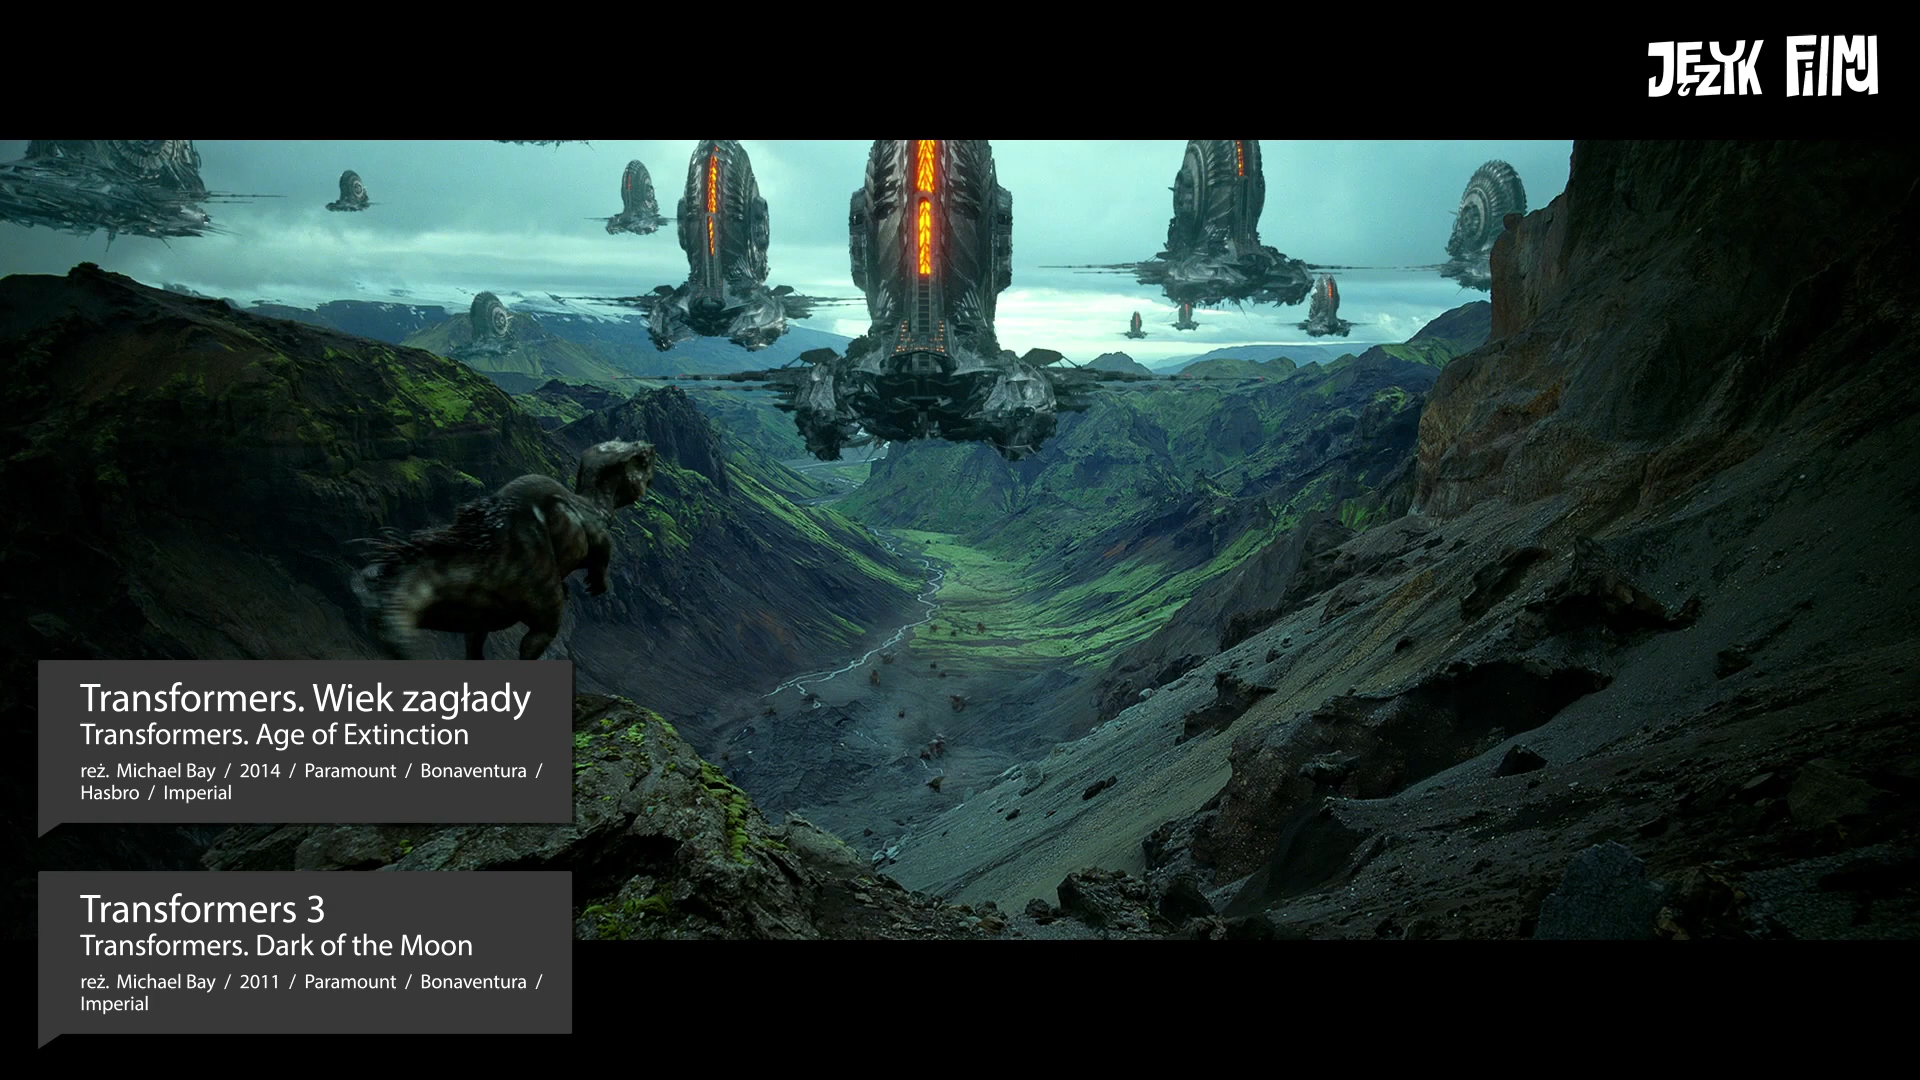 JĘZYK FILMU
Transformers. Wiek zagłady
Transformers. Age of Extinction
reż. Michael Bay / 2014 / Paramount / Bonaventura /
Hasbro / Imperial
Transformers 3
Transformers. Dark of the Moon
reż. Michael Bay / 2011 / Paramount / Bonaventura /
Imperial